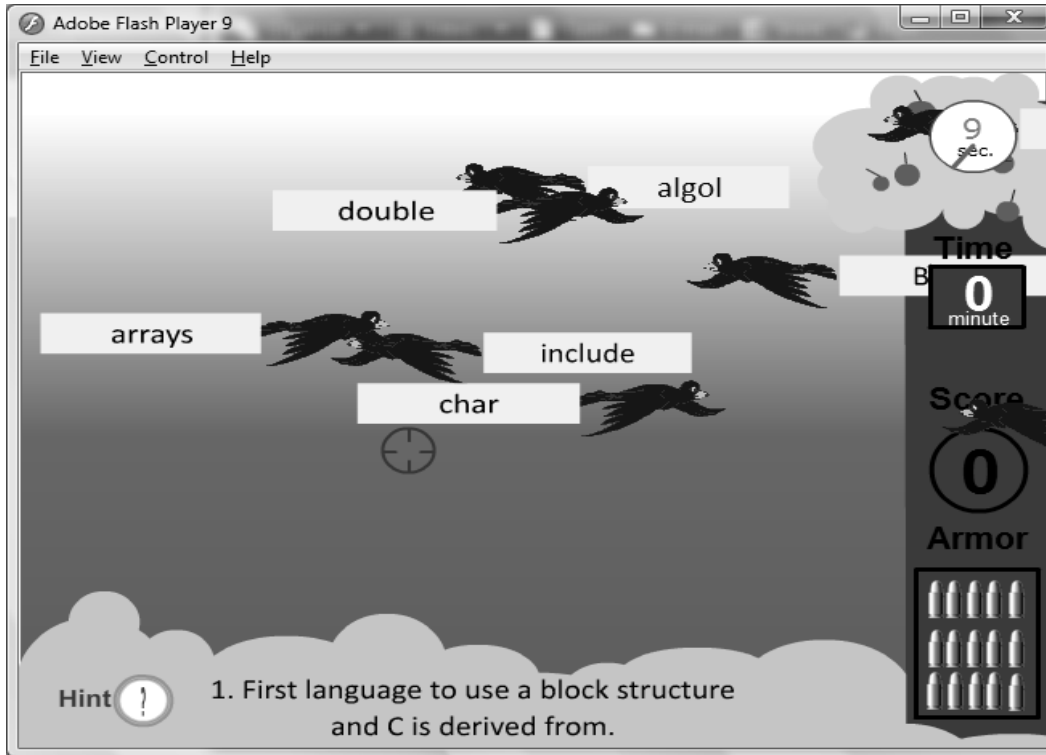 Adobe Flash Player 9
File View Control Help
9
sec.
double
algol
Time
0
minute
arrays
include
char
Score
0
Armor
Hint
1. First language to use a block structure
and C is derived from.